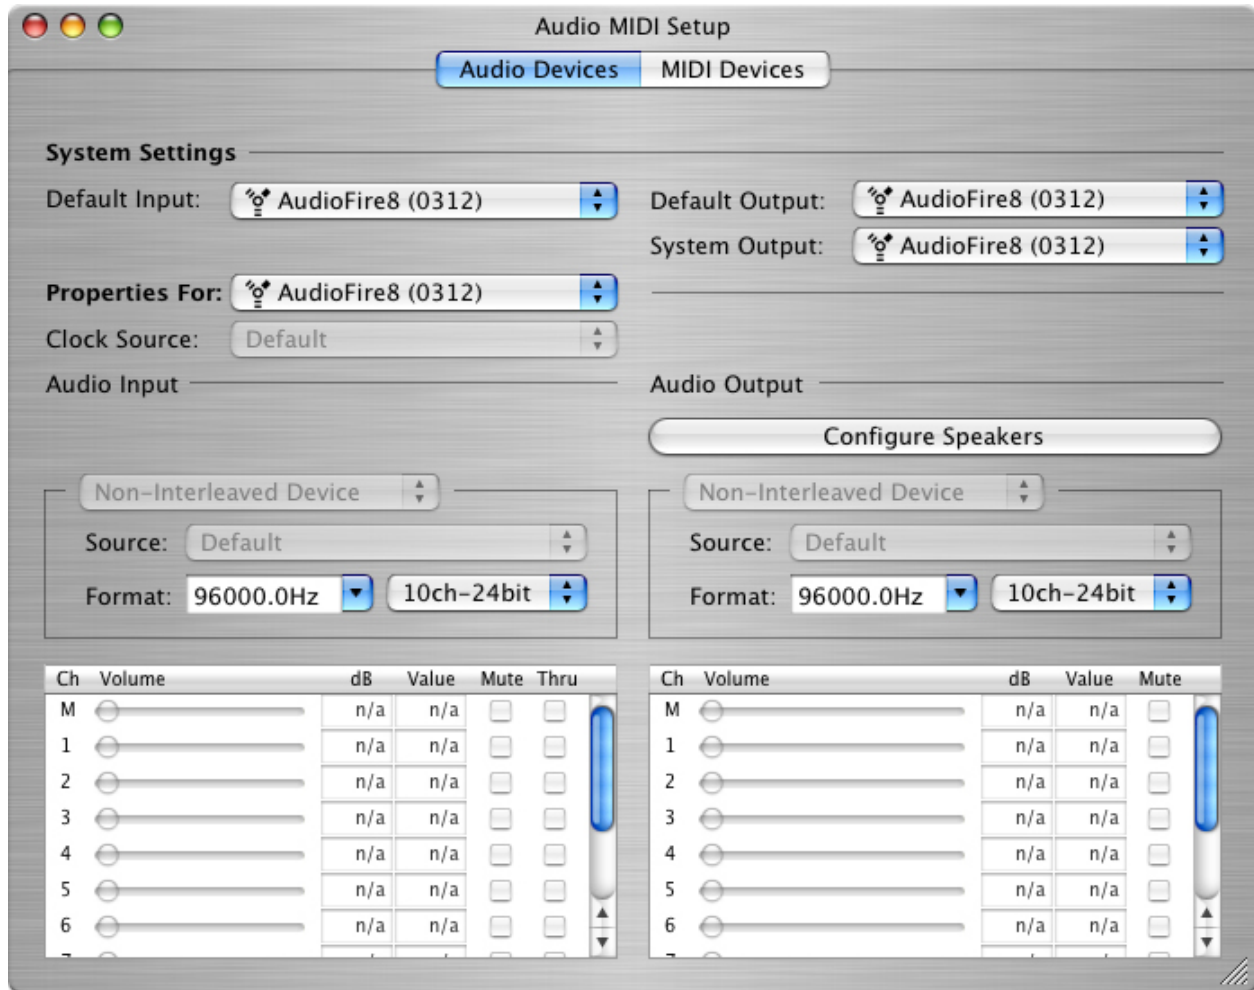 Audio MIDI Setup
Audio Devices MIDI Devices
System Settings
Default Input: AudioFire8 (0312) Default Output: AudioFire8 (0312)
System Output: AudioFire8 (0312)
Properties For: AudioFire8 (0312)
Clock Source: Default
Audio Input Audio Output
Configure Speakers
Non-Interleaved Device Non-Interleaved Device
Source: Default Source: Default
Format: 96000.0Hz 10ch-24bit Format: 96000.0Hz 10ch-24bit
Ch Volume dB Value Mute Thru Ch Volume dB Value Mute
M n/a n/a M n/a n/a
1 n/a n/a 1 n/a n/a
2 n/a n/a 2 n/a n/a
3 n/a n/a 3 n/a n/a
4 n/a n/a 4 n/a n/a
5 n/a n/a 5 n/a n/a
6 n/a n/a 6 n/a n/a